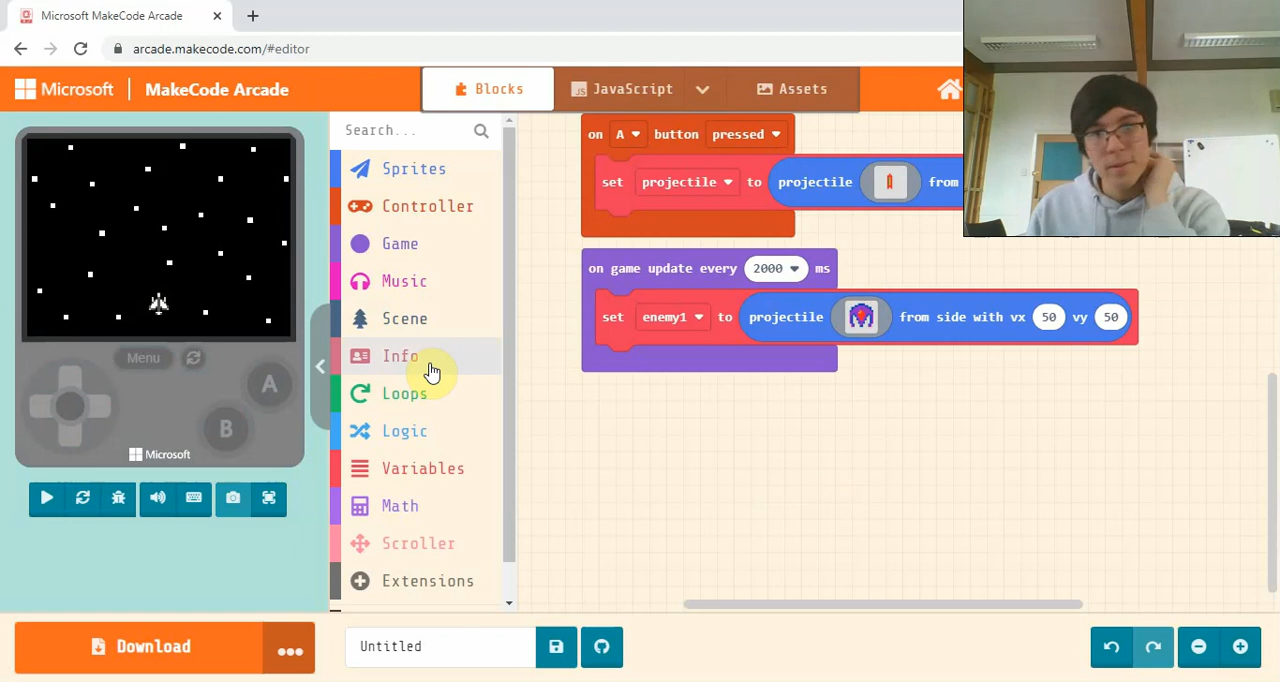 Microsoft MakeCode Arcade
arcade.makecode.com/#editor
Microsoft
MakeCode Arcade
Blocks
JavaScript
Assets
Search...
Sprites
Controller
Game
Music
Scene
Info
Loops
Logic
Variables
Math
Scroller
Extensions
Menu
A
B
Microsoft
on A button pressed
set projectile to projectile from
on game update every 2000 ms
set enemy1 to projectile from side with vx 50 vy 50
Download
Untitled